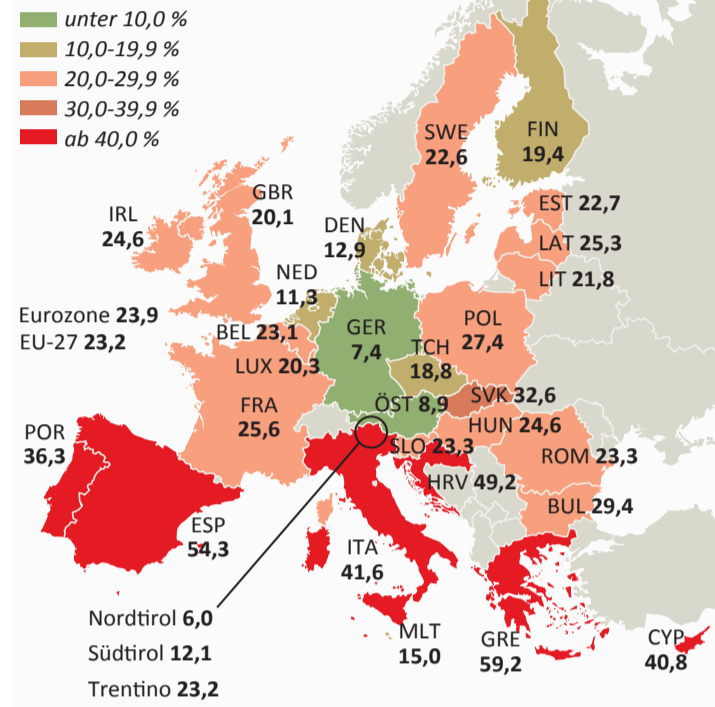 unter 10,0 %
10,0-19,9 %
20,0-29,9 %
30,0-39,9 %
ab 40,0 %
SWE
22,6
FIN
19,4
GBR
20,1
IRL
24,6
EST 22,7
DEN
12,9
LAT 25,3
LIT 21,8
NED
11,3
Eurozone 23,9
EU-27 23,2
BEL 23,1
GER
7,4
POL
27,4
LUX 20,3
TCH
18,8
FRA
25,6
ÖST 8,9
SVK 32,6
HUN 24,6
POR
36,3
SLO 23,3
ROM 23,3
HRV 49,2
BUL 29,4
ESP
54,3
ITA
41,6
Nordtirol 6,0
Südtirol 12,1
Trentino 23,2
MLT
15,0
GRE
59,2
CYP
40,8